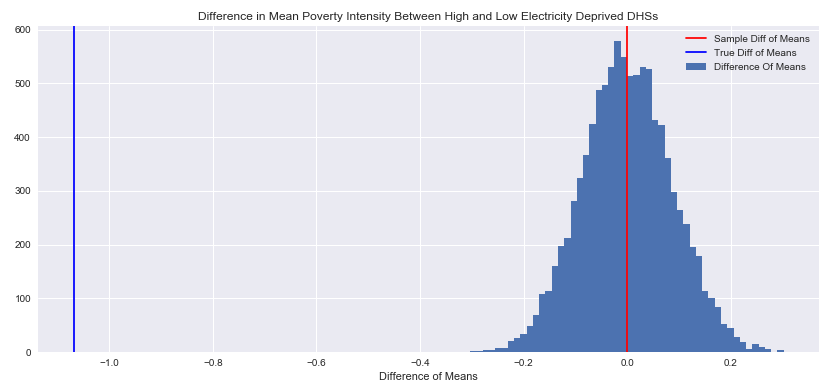 Difference in Mean Poverty Intensity Between High and Low Electricity Deprived DHSs
Sample Diff of Means
True Diff of Means
Difference Of Means
600
500
400
300
200
100
0
−1.0 −0.8 −0.6 −0.4 −0.2 0.0 0.2
Difference of Means